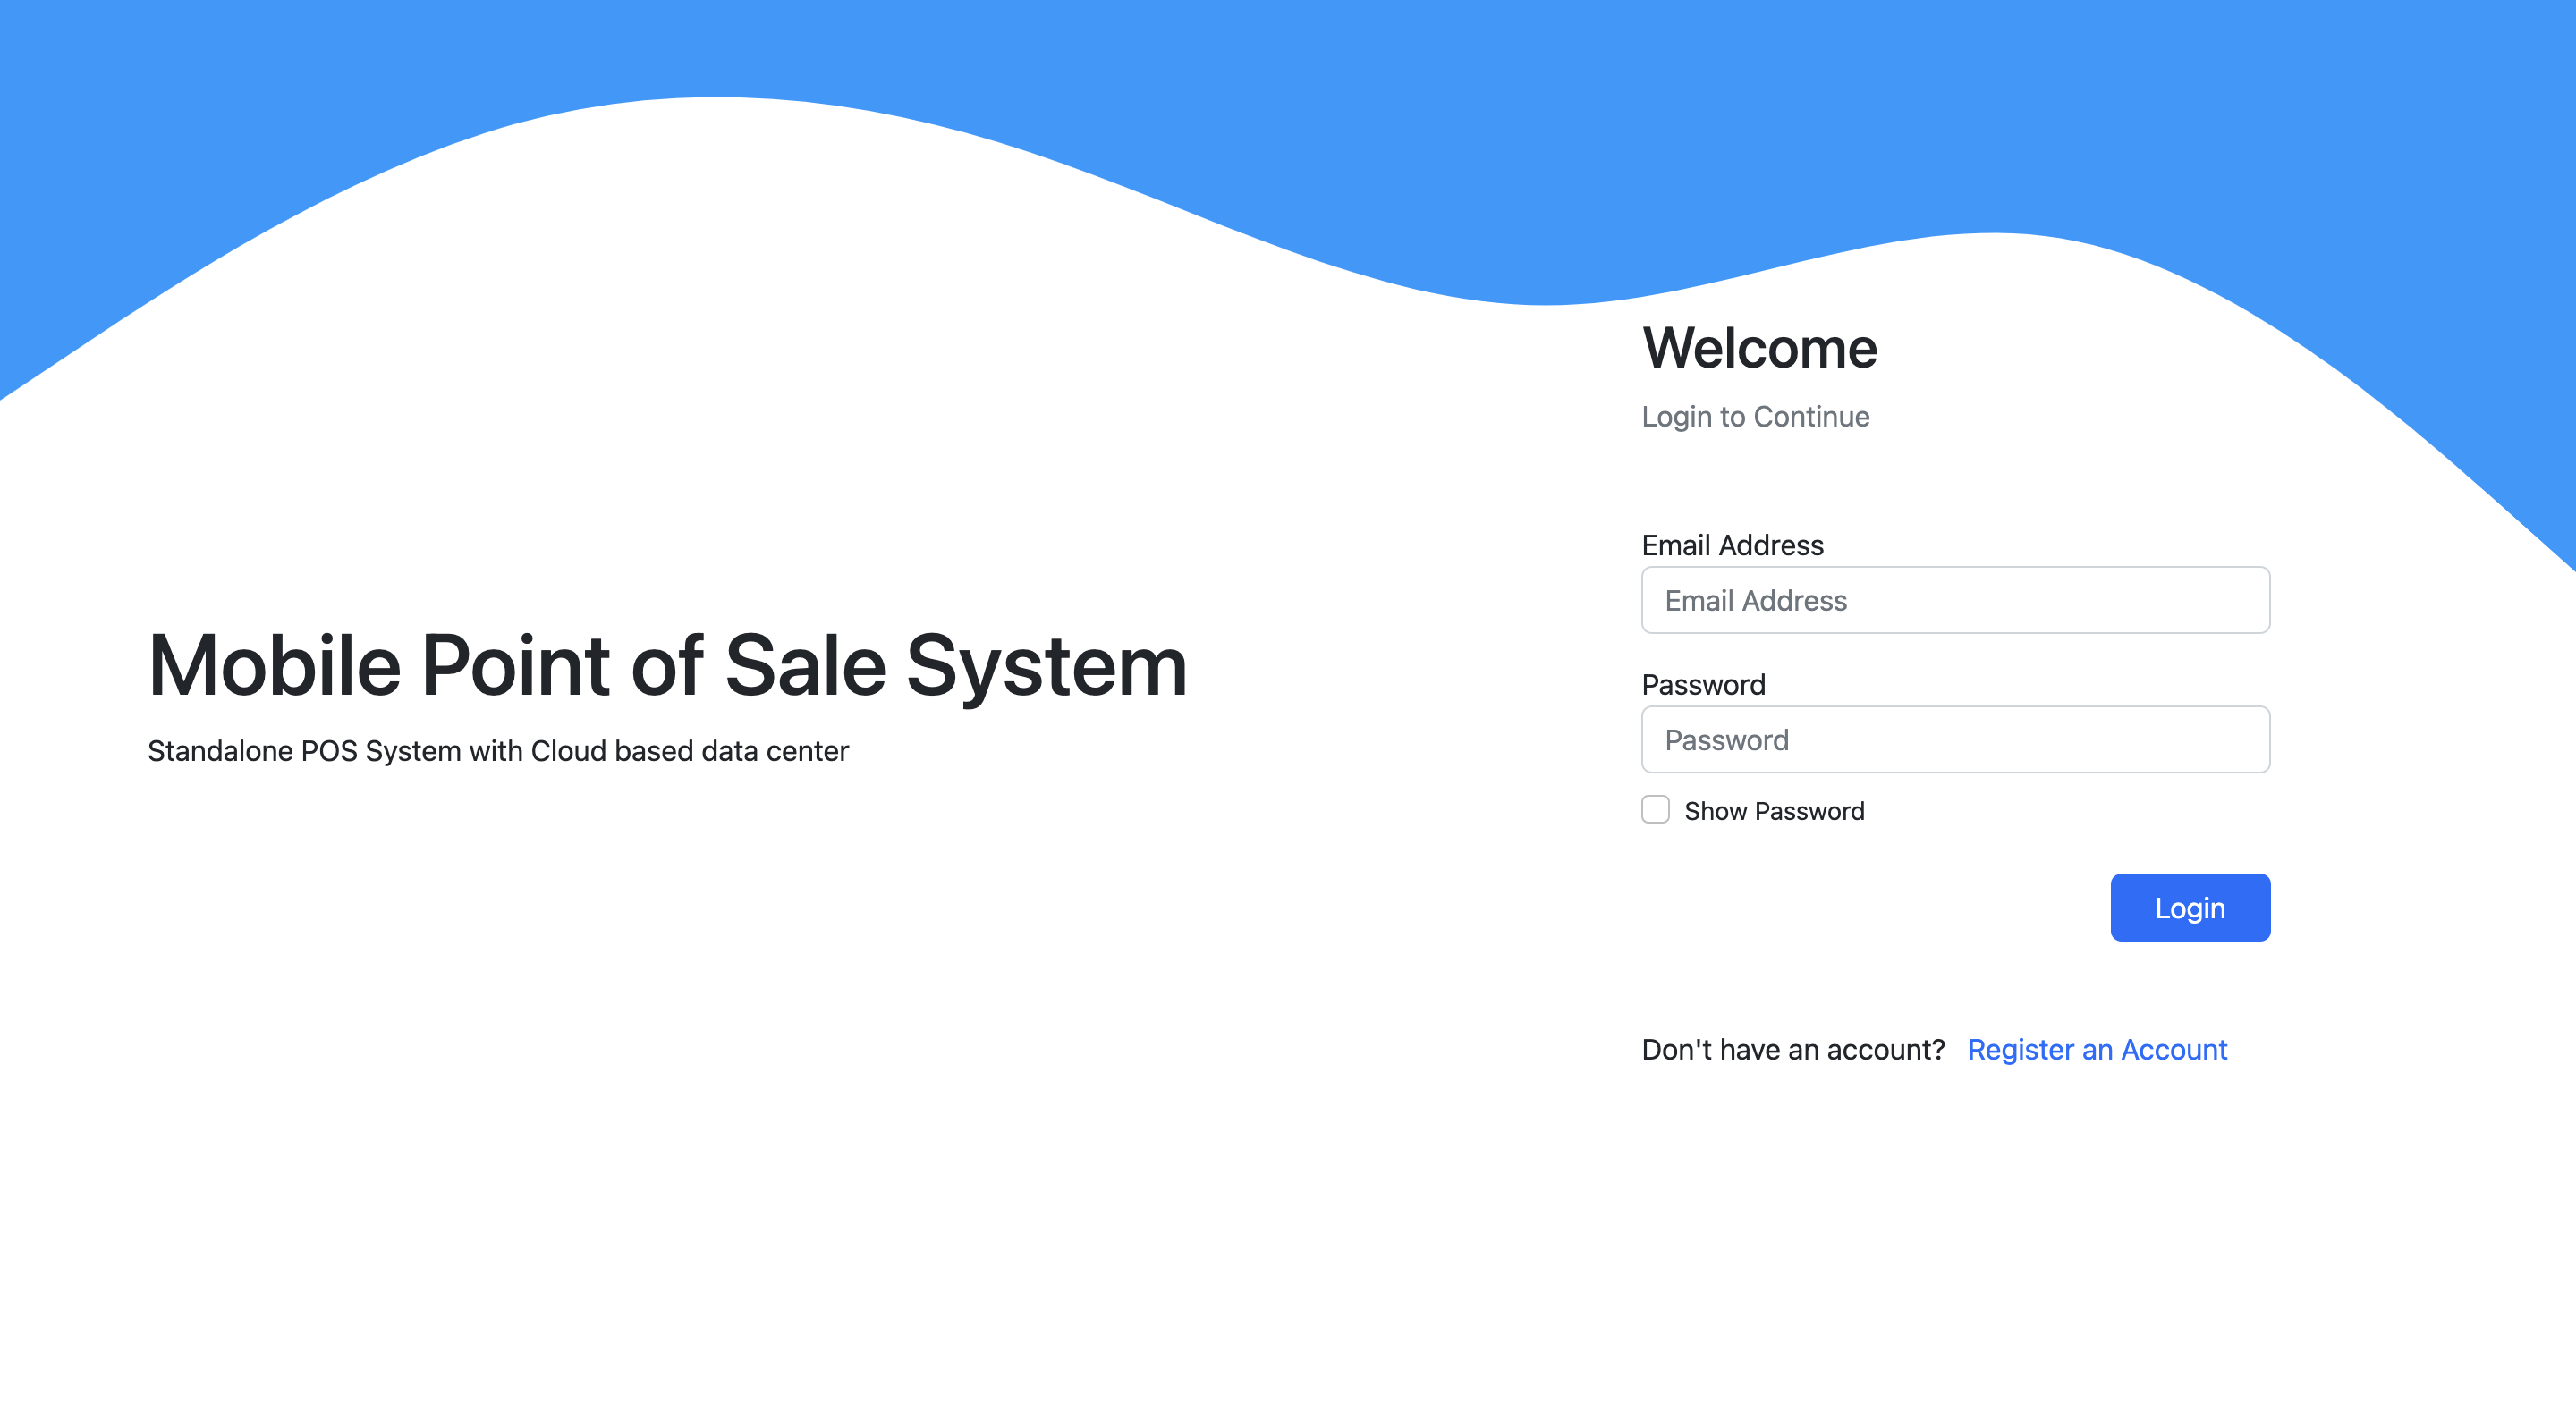 Mobile Point of Sale System
Standalone POS System with Cloud based data center
Welcome
Login to Continue
Email Address
Email Address
Password
Password
Show Password
Login
Don't have an account? Register an Account